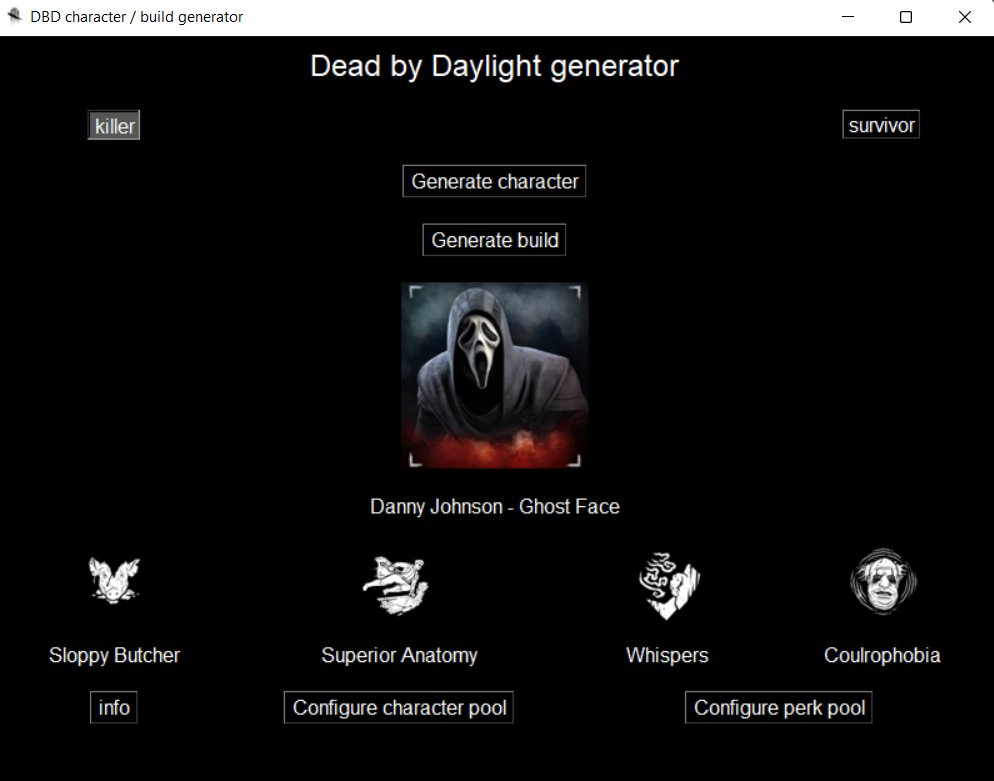 DBD character / build generator
Dead by Daylight generator
killer
survivor
Generate character
Generate build
Danny Johnson - Ghost Face
Sloppy Butcher
Superior Anatomy
Whispers
Coulrophobia
info
Configure character pool
Configure perk pool